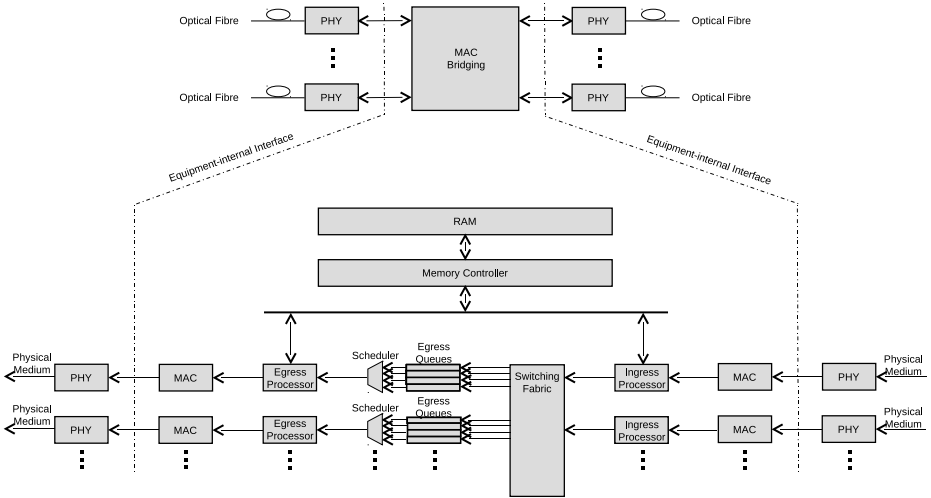 Optical Fibre
PHY
MAC
Bridging
PHY
Optical Fibre
Optical Fibre
PHY
PHY
Optical Fibre
Equipment-internal Interface
Equipment-internal Interface
RAM
Memory Controller
Physical
Medium
PHY
MAC
Egress
Processor
Scheduler
Egress
Queues
Switching
Fabric
Ingress
Processor
MAC
PHY
Physical
Medium
Physical
Medium
PHY
MAC
Egress
Processor
Scheduler
Egress
Queues
Ingress
Processor
MAC
PHY
Physical
Medium